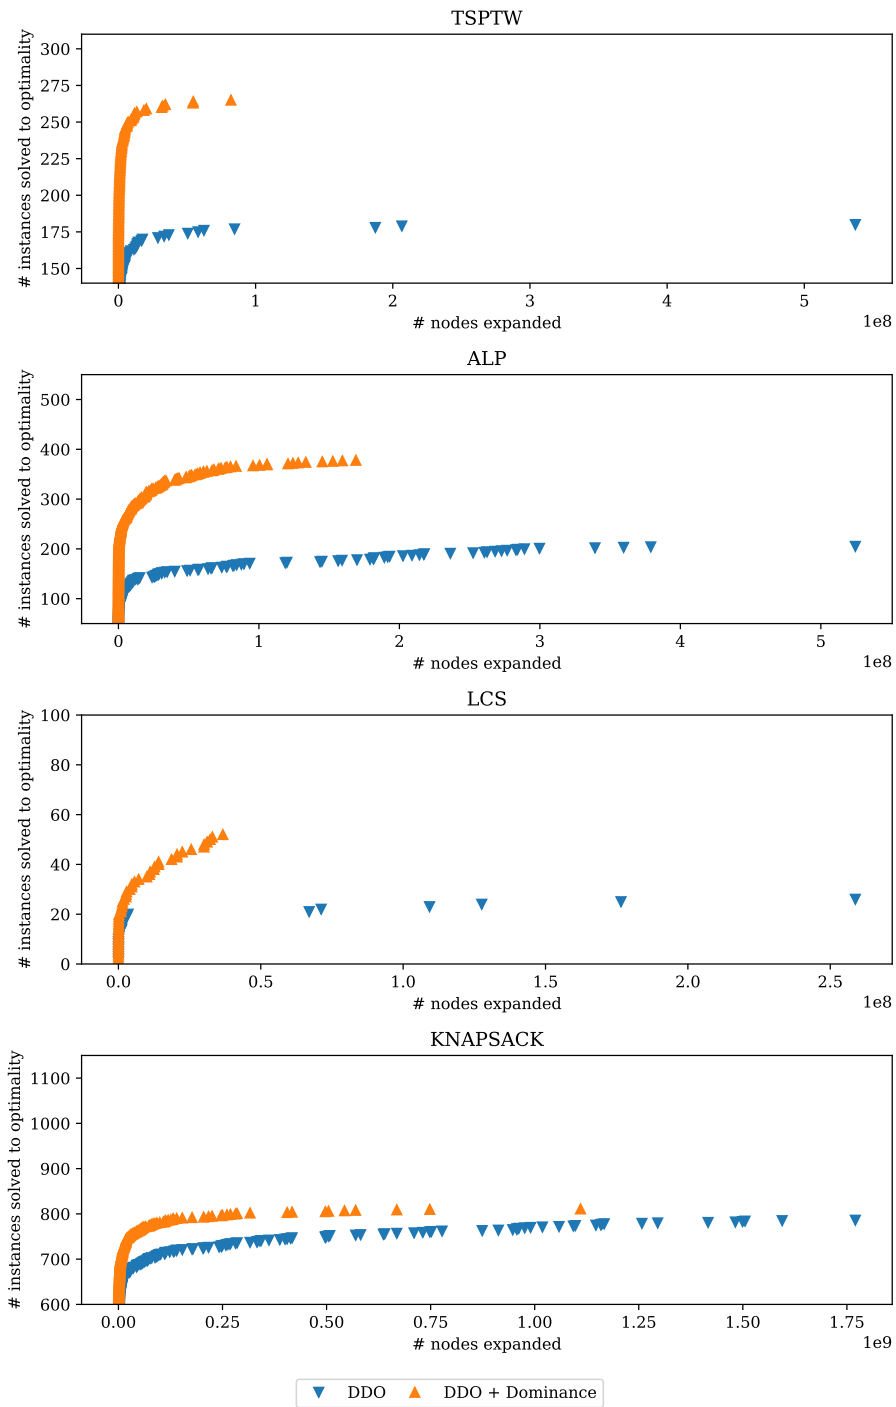 TSPTW
300
275
250
225
200
175
150
# instances solved to optimality
0 1 2 3 4 5
1e8
# nodes expanded
ALP
500
400
300
200
100
# instances solved to optimality
0 1 2 3 4 5
1e8
# nodes expanded
LCS
100
80
60
40
20
0
# instances solved to optimality
0.0 0.5 1.0 1.5 2.0 2.5
1e8
# nodes expanded
KNAPSACK
1100
1000
900
800
700
600
# instances solved to optimality
0.00 0.25 0.50 0.75 1.00 1.25 1.50 1.75
1e9
# nodes expanded
DDO DDO + Dominance